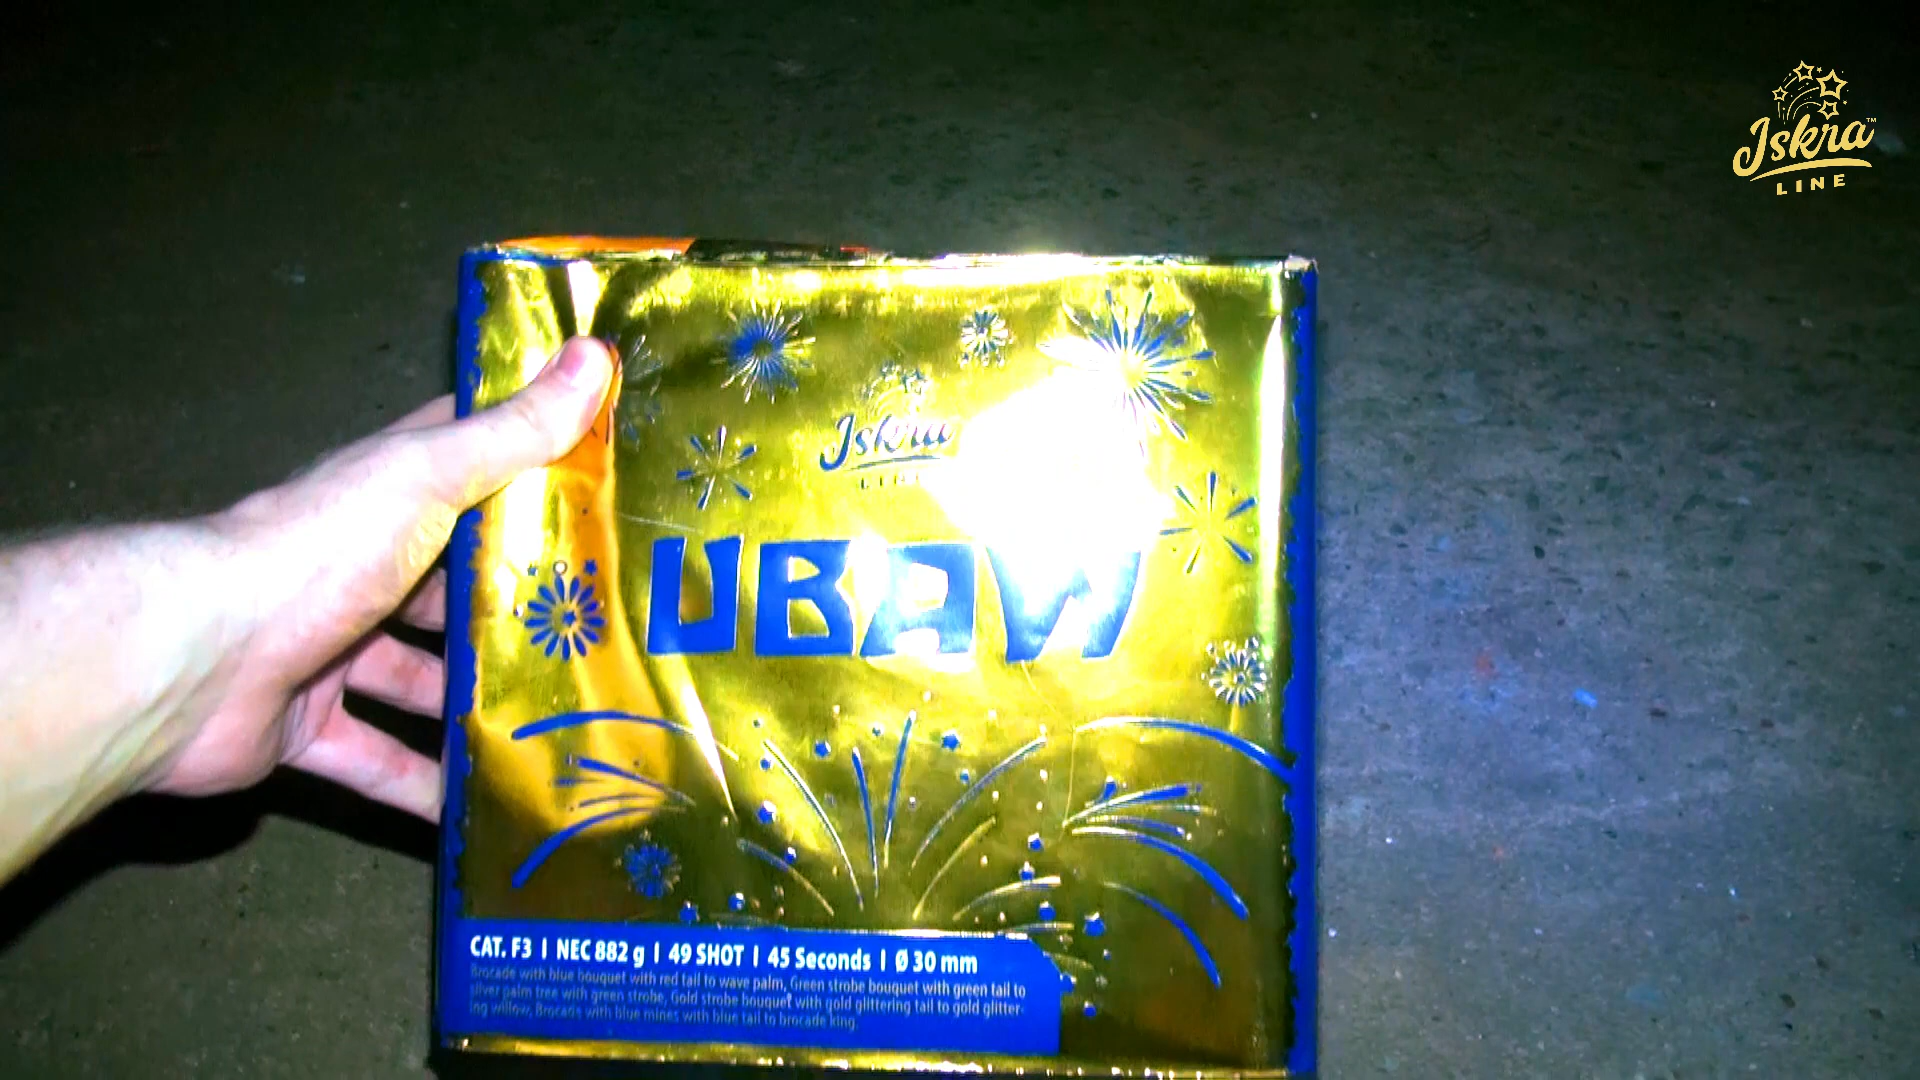 Iskra™
LINE
Iskra
LINE
UBAW
CAT. F3 | NEC 882 g | 49 SHOT | 45 Seconds | Ø 30 mm
Brocade with blue bouquet with red tail to wave palm, Green strobe bouquet with green tail to
silver palm tree with green strobe, Gold strobe bouquet with gold glittering tail to gold glitter-
ing willow, Brocade with blue mines with blue tail to brocade king.